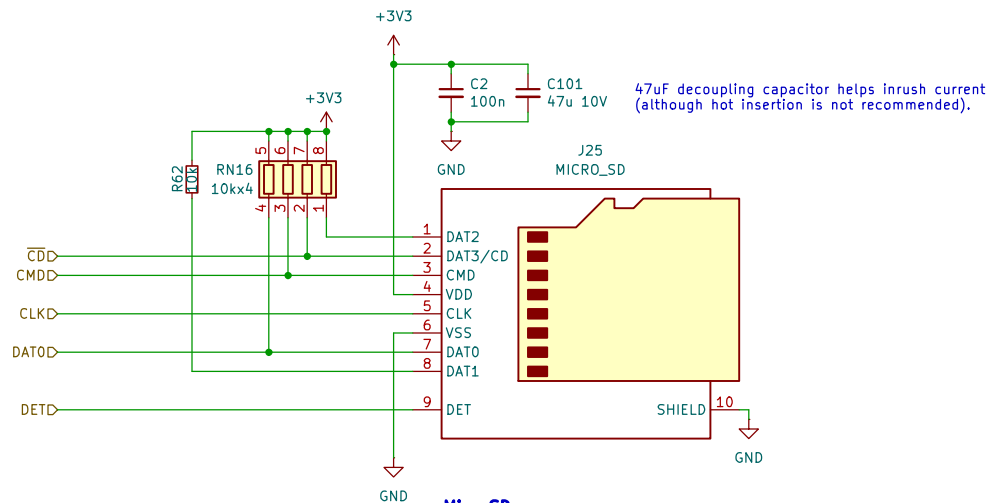 +3V3
C2
100n
C101
47u 10V
47uF decoupling capacitor helps inrush current
(although hot insertion is not recommended).
GND
+3V3
R62
10k
RN16
10kx4
5 6 7 8
4 3 2 1
J25
MICRO_SD
1 DAT2
CD 2 DAT3/CD
CMD 3 CMD
4 VDD
CLK 5 CLK
6 VSS
DAT0 7 DAT0
8 DAT1
DET 9 DET
SHIELD 10
GND
GND